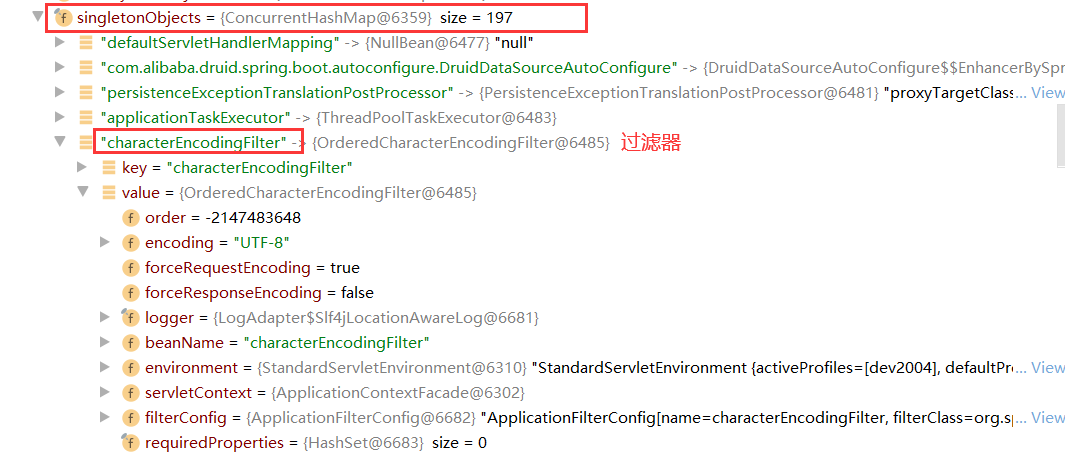 singletonObjects = {ConcurrentHashMap@6359} size = 197
"defaultServletHandlerMapping" -> {NullBean@6477} "null"
"com.alibaba.druid.spring.boot.autoconfigure.DruidDataSourceAutoConfigure" -> {DruidDataSourceAutoConfigure$$EnhancerBySpr
"persistenceExceptionTranslationPostProcessor" -> {PersistenceExceptionTranslationPostProcessor@6481} "proxyTargetClass... View
"applicationTaskExecutor" -> {ThreadPoolTaskExecutor@6483}
"characterEncodingFilter" -> {OrderedCharacterEncodingFilter@6485} 过滤器
key = "characterEncodingFilter"
value = {OrderedCharacterEncodingFilter@6485}
order = -2147483648
encoding = "UTF-8"
forceRequestEncoding = true
forceResponseEncoding = false
logger = {LogAdapter$Slf4jLocationAwareLog@6681}
beanName = "characterEncodingFilter"
environment = {StandardServletEnvironment@6310} "StandardServletEnvironment {activeProfiles=[dev2004], defaultPr... View
servletContext = {ApplicationContextFacade@6302}
filterConfig = {ApplicationFilterConfig@6682} "ApplicationFilterConfig[name=characterEncodingFilter, filterClass=org.sp... View
requiredProperties = {HashSet@6683} size = 0